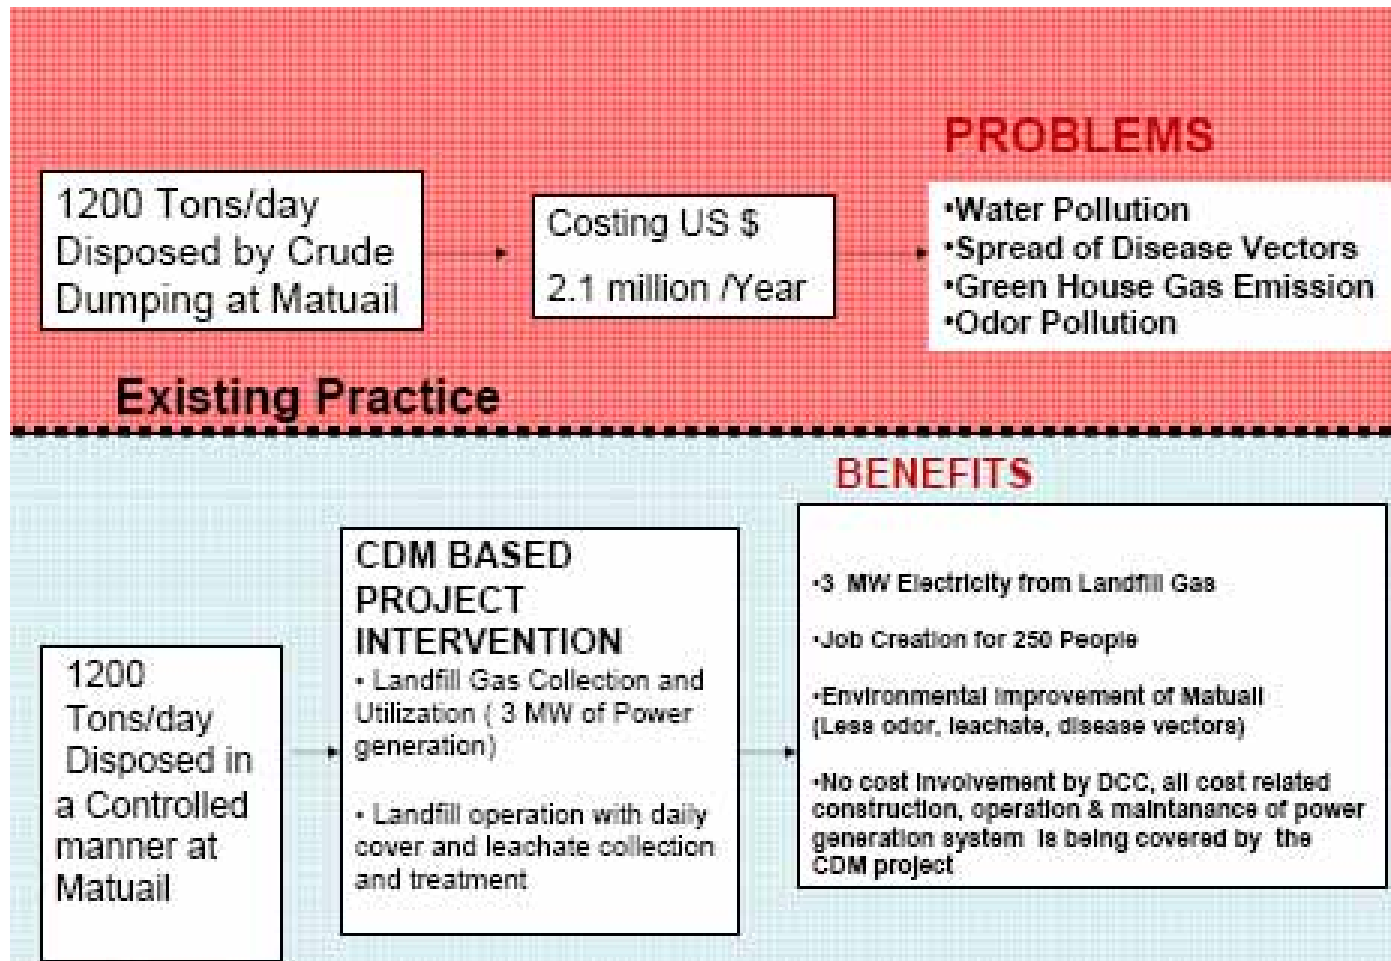 PROBLEMS
1200 Tons/day
Disposed by Crude
Dumping at Matuail
Costing US $
2.1 million /Year
•Water Pollution
•Spread of Disease Vectors
•Green House Gas Emission
•Odor Pollution
Existing Practice
BENEFITS
1200
Tons/day
Disposed in
a Controlled
manner at
Matuail
CDM BASED
PROJECT
INTERVENTION
• Landfill Gas Collection and
Utilization ( 3 MW of Power
generation)
• Landfill operation with daily
cover and leachate collection
and treatment
•3 MW Electricity from Landfill Gas
•Job Creation for 250 People
•Environmental Improvement of Matuail
(Less odor, leachate, disease vectors)
•No cost Involvement by DCC, all cost related
construction, operation & maintanance of power
generation system is being covered by the
CDM project